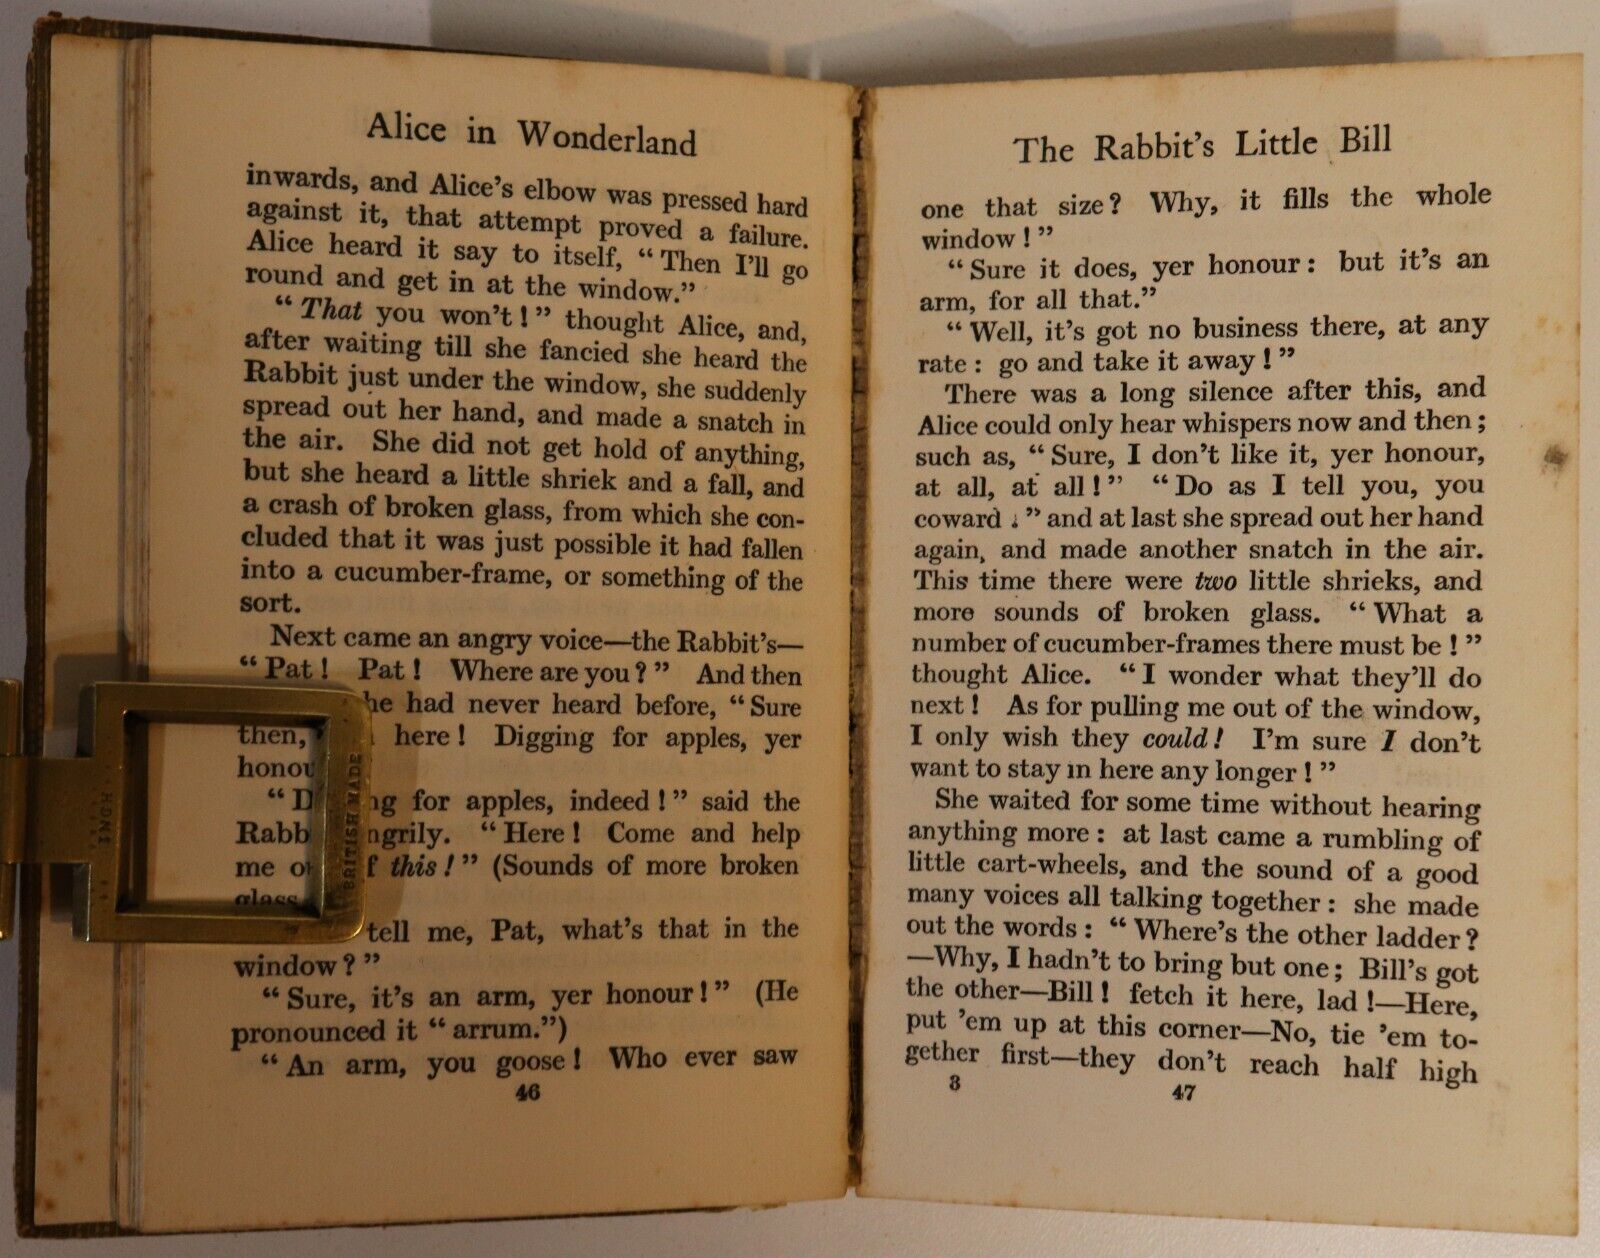 Alice in Wonderland
inwards, and Alice's elbow was pressed hard
against it, that attempt proved a failure.
Alice heard it say to itself, “Then I'll go
round and get in at the window.”
“That you won't!” thought Alice, and,
after waiting till she fancied she heard the
Rabbit just under the window, she suddenly
spread out her hand, and made a snatch in
the air. She did not get hold of anything,
but she heard a little shriek and a fall, and
a crash of broken glass, from which she con-
cluded that it was just possible it had fallen
into a cucumber-frame, or something of the
sort.
Next came an angry voice—the Rabbit's—
“Pat! Pat! Where are you?” And then
had never heard before, “Sure
then, here! Digging for apples, yer
“ for apples, indeed!” said the
“Here! Come and help
me this!” (Sounds of more broken
glass
tell me, Pat, what's that in the
window?”
“Sure, it's an arm, yer honour!” (He
pronounced it “arrum.”)
“An arm, you goose! Who ever saw
46
BRITISH MADE
The Rabbit's Little Bill
one that size? Why, it fills the whole
window!”
“Sure it does, yer honour: but it's an
arm, for all that.”
“Well, it's got no business there, at any
rate: go and take it away!”
There was a long silence after this, and
Alice could only hear whispers now and then;
such as, “Sure, I don't like it, yer honour,
at all, at all!” “Do as I tell you, you
coward!” and at last she spread out her hand
again, and made another snatch in the air.
This time there were two little shrieks, and
more sounds of broken glass. “What a
number of cucumber-frames there must be!”
thought Alice. “I wonder what they'll do
next! As for pulling me out of the window,
I only wish they could! I'm sure I don't
want to stay in here any longer!”
She waited for some time without hearing
anything more: at last came a rumbling of
little cart-wheels, and the sound of a good
many voices all talking together: she made
out the words: “Where's the other ladder?
—Why, I hadn't to bring but one; Bill's got
the other—Bill! fetch it here, lad!—Here,
put 'em up at this corner—No, tie 'em to-
gether first—they don't reach half high
3
47